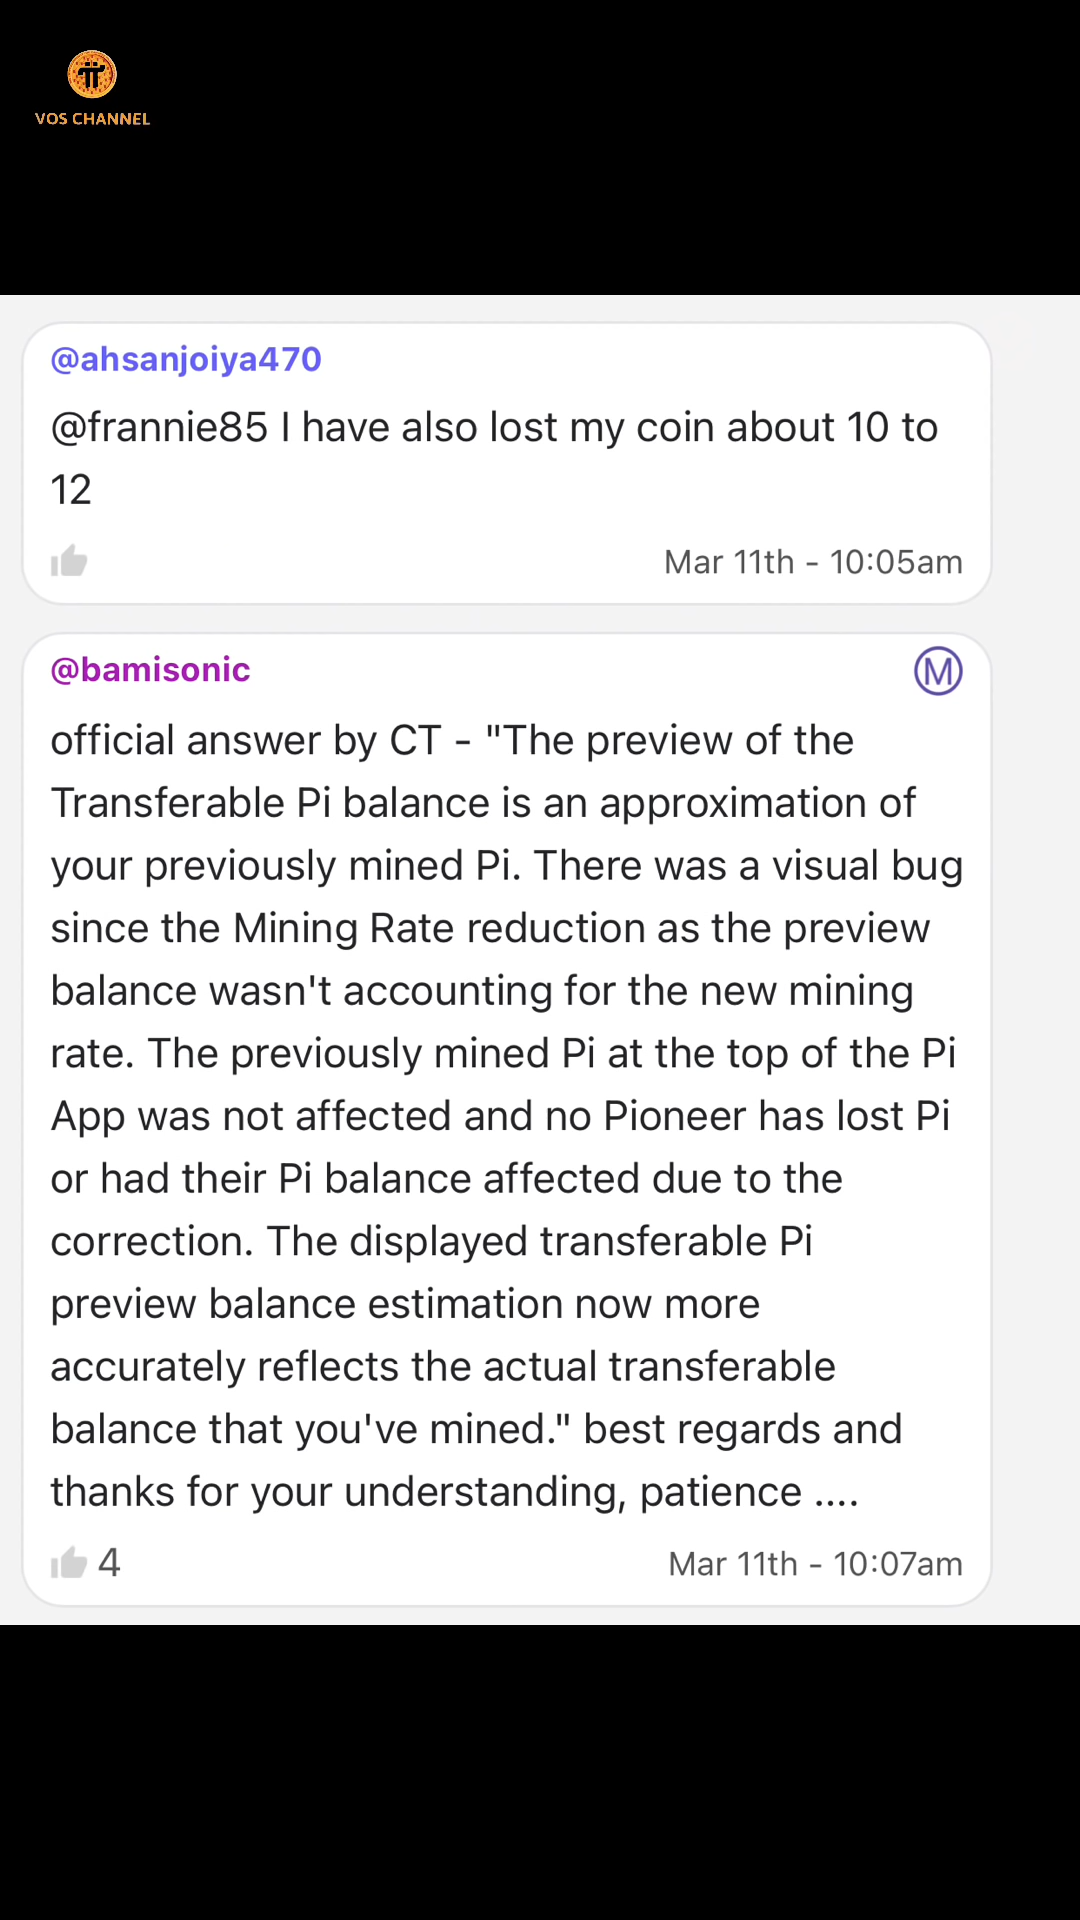 VOS CHANNEL
@ahsanjoiya470
@frannie85 I have also lost my coin about 10 to
12
Mar 11th - 10:05am
@bamisonic
M
official answer by CT - "The preview of the
Transferable Pi balance is an approximation of
your previously mined Pi. There was a visual bug
since the Mining Rate reduction as the preview
balance wasn't accounting for the new mining
rate. The previously mined Pi at the top of the Pi
App was not affected and no Pioneer has lost Pi
or had their Pi balance affected due to the
correction. The displayed transferable Pi
preview balance estimation now more
accurately reflects the actual transferable
balance that you've mined." best regards and
thanks for your understanding, patience ....
4
Mar 11th - 10:07am